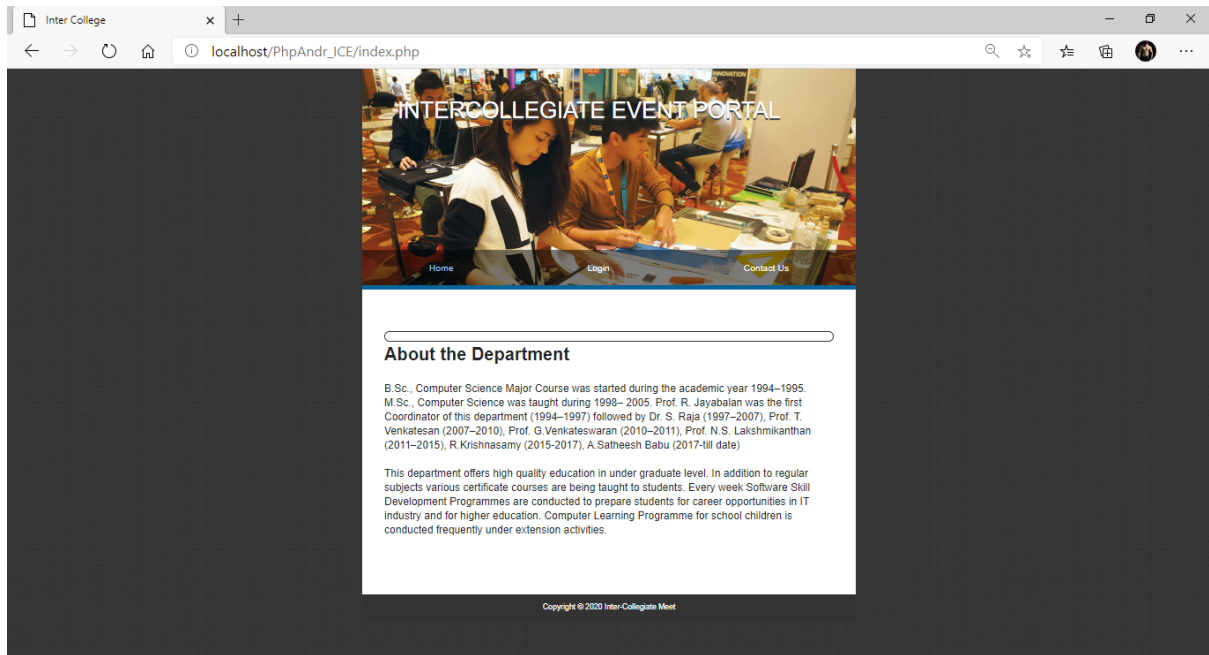 Inter College
localhost/PhpAndr_ICE/index.php
INNOVATION
INTERCOLLEGIATE EVENT PORTAL
Home Login Contact Us
About the Department
B.Sc., Computer Science Major Course was started during the academic year 1994–1995.
M.Sc., Computer Science was taught during 1998– 2005. Prof. R. Jayabalan was the first
Coordinator of this department (1994–1997) followed by Dr. S. Raja (1997–2007), Prof. T.
Venkatesan (2007–2010), Prof. G.Venkateswaran (2010–2011), Prof. N.S. Lakshmikanthan
(2011–2015), R.Krishnasamy (2015-2017), A.Satheesh Babu (2017-till date)
This department offers high quality education in under graduate level. In addition to regular
subjects various certificate courses are being taught to students. Every week Software Skill
Development Programmes are conducted to prepare students for career opportunities in IT
industry and for higher education. Computer Learning Programme for school children is
conducted frequently under extension activities.
Copyright © 2020 Inter-Collegiate Meet